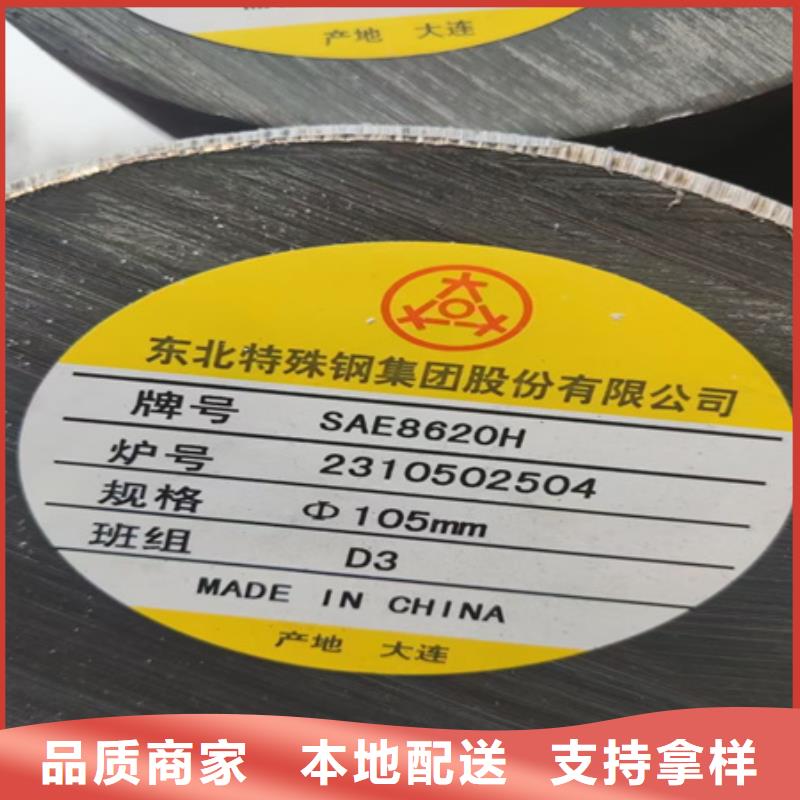 产地 大连
东北特殊钢集团股份有限公司
牌号 SAE8620H
炉号 2310502504
规格 Φ105mm
班组 D3
MADE IN CHINA
产地 大连
品质商家 本地配送 支持拿样